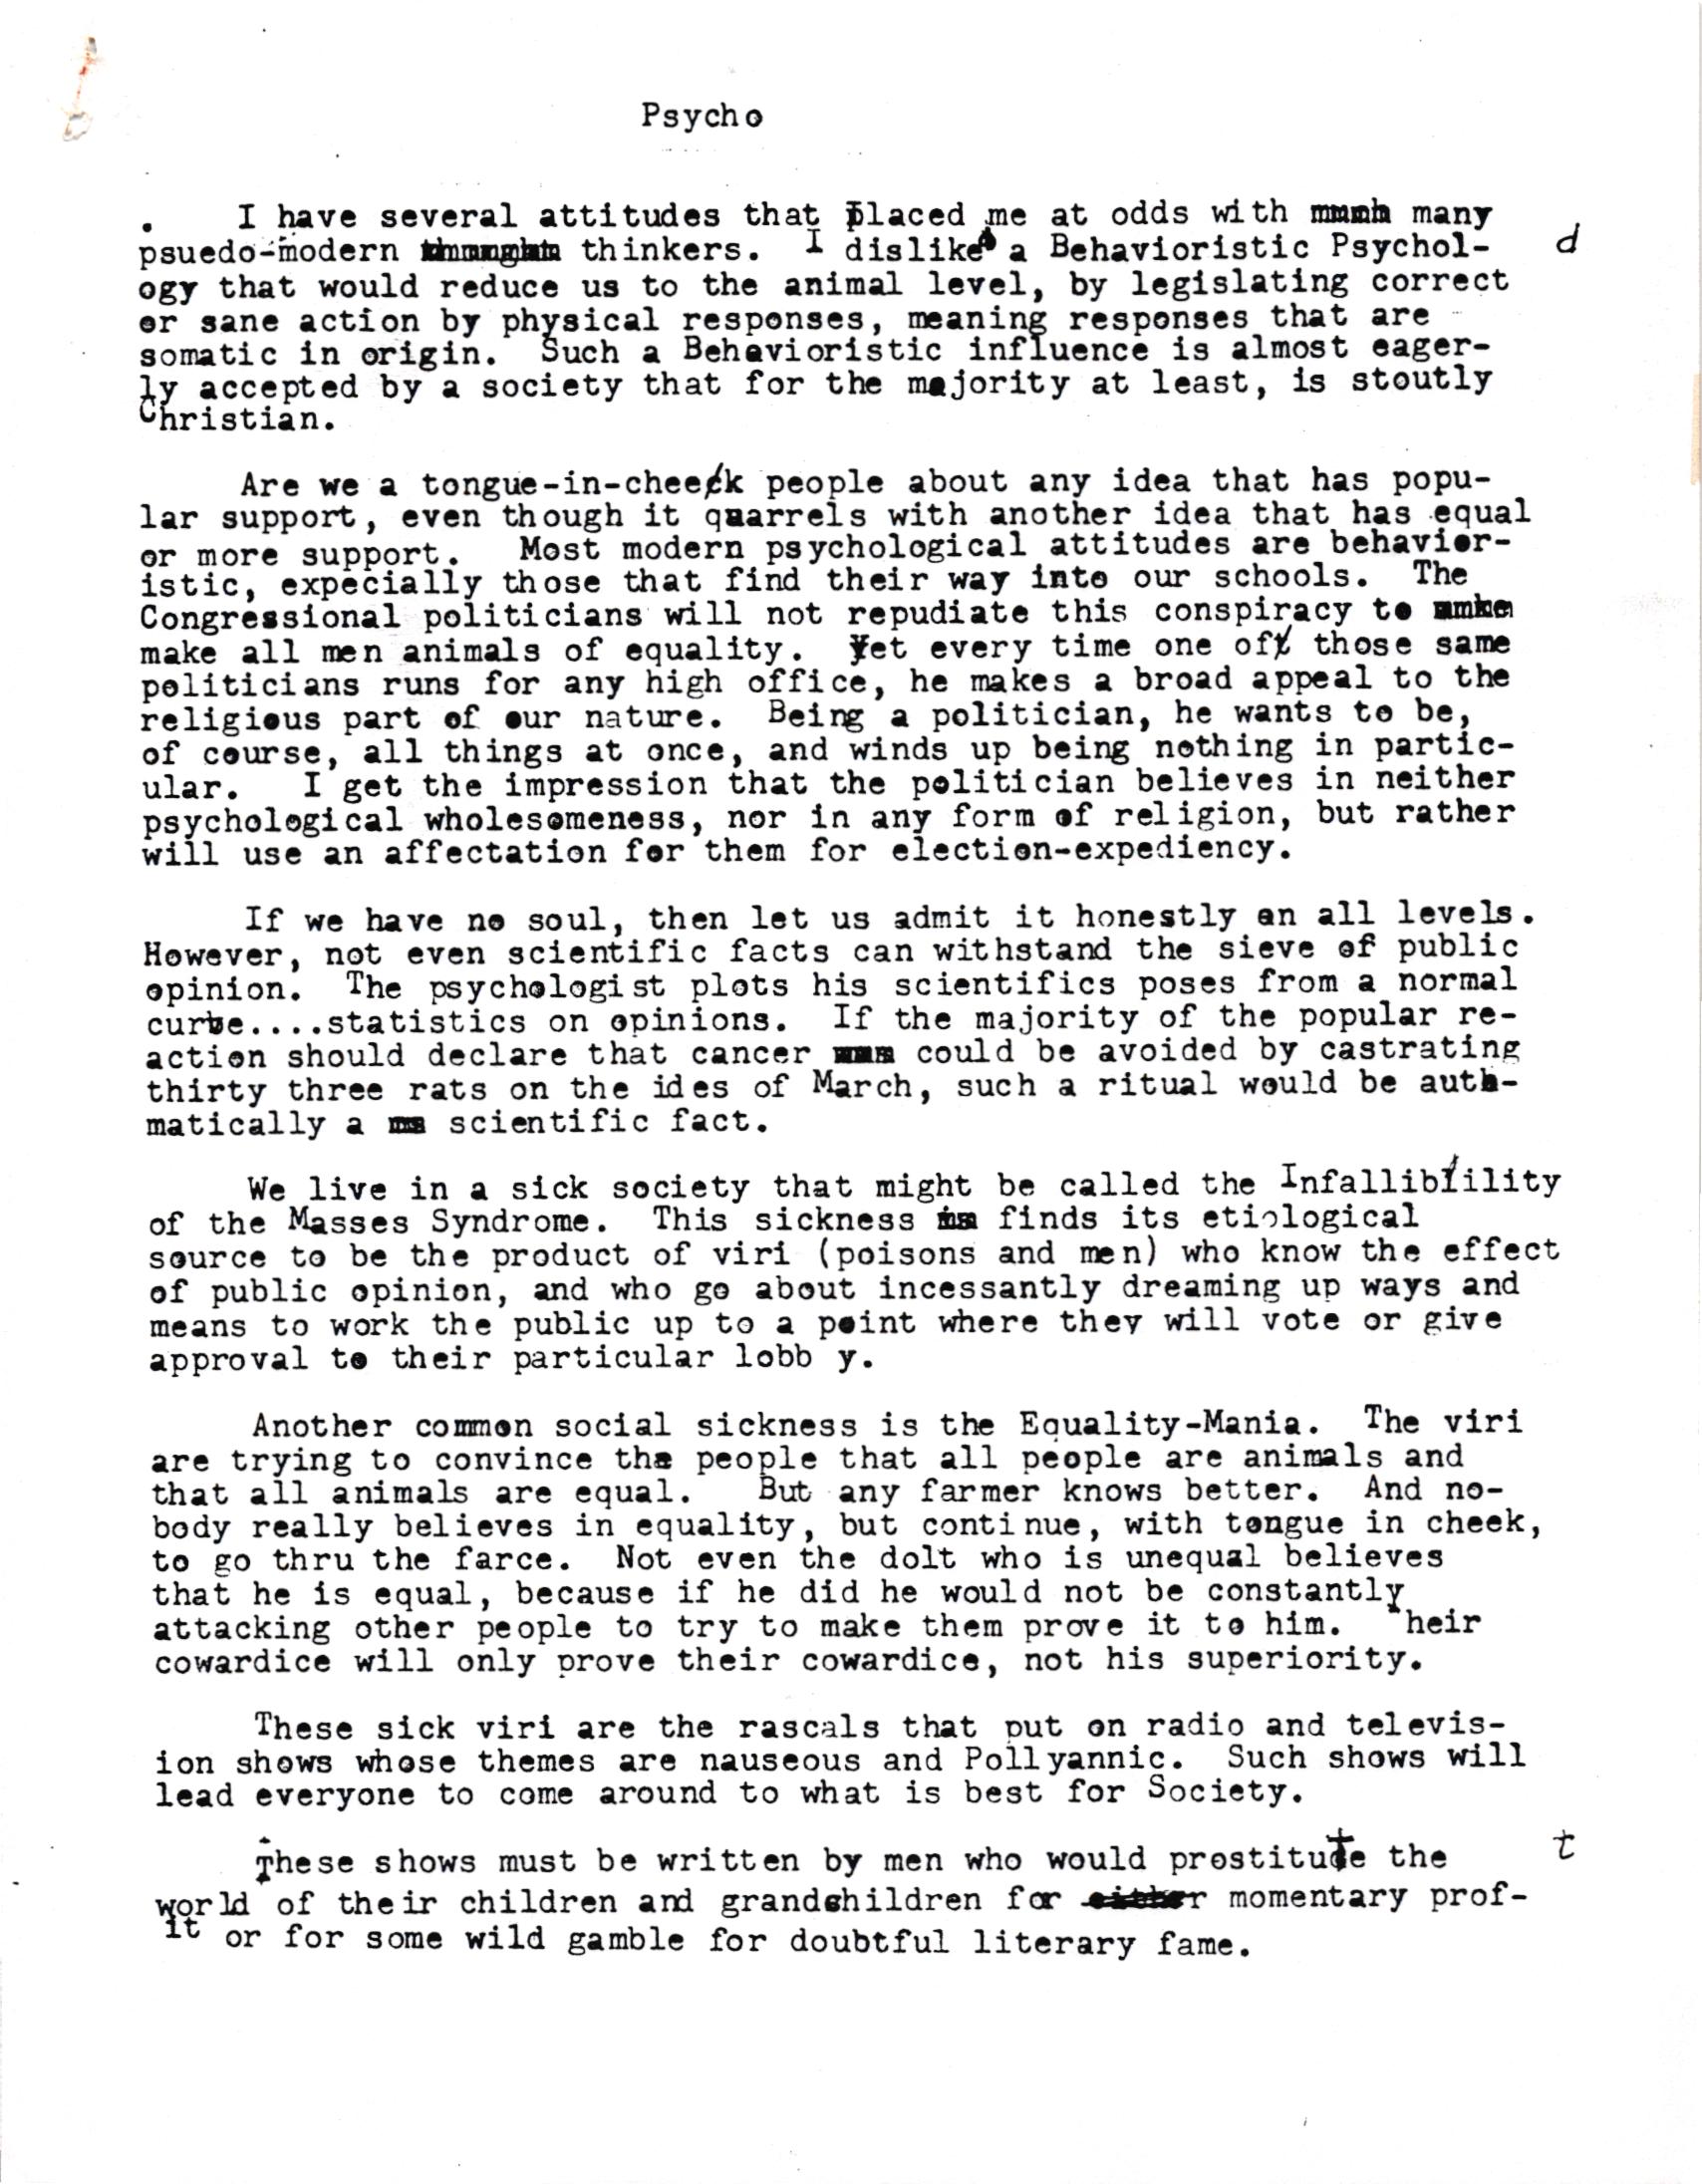 Psycho
. I have several attitudes that placed me at odds with many
psuedo-modern thinkers. I disliked a Behavioristic Psychol- d
ogy that would reduce us to the animal level, by legislating correct
or sane action by physical responses, meaning responses that are
somatic in origin. Such a Behavioristic influence is almost eager-
ly accepted by a society that for the majority at least, is stoutly
Christian.
Are we a tongue-in-cheek people about any idea that has popu-
lar support, even though it quarrels with another idea that has equal
or more support. Most modern psychological attitudes are behavior-
istic, expecially those that find their way into our schools. The
Congressional politicians will not repudiate this conspiracy to
make all men animals of equality. Yet every time one of those same
politicians runs for any high office, he makes a broad appeal to the
religious part of our nature. Being a politician, he wants to be,
of course, all things at once, and winds up being nothing in partic-
ular. I get the impression that the politician believes in neither
psychological wholesomeness, nor in any form of religion, but rather
will use an affectation for them for election-expediency.
If we have no soul, then let us admit it honestly on all levels.
However, not even scientific facts can withstand the sieve of public
opinion. The psychologist plots his scientifics poses from a normal
curve....statistics on opinions. If the majority of the popular re-
action should declare that cancer could be avoided by castrating
thirty three rats on the ides of March, such a ritual would be auto-
matically a scientific fact.
We live in a sick society that might be called the Infallibility
of the Masses Syndrome. This sickness finds its etiological
source to be the product of viri (poisons and men) who know the effect
of public opinion, and who go about incessantly dreaming up ways and
means to work the public up to a point where they will vote or give
approval to their particular lobb y.
Another common social sickness is the Equality-Mania. The viri
are trying to convince the people that all people are animals and
that all animals are equal. But any farmer knows better. And no-
body really believes in equality, but continue, with tongue in cheek,
to go thru the farce. Not even the dolt who is unequal believes
that he is equal, because if he did he would not be constantly
attacking other people to try to make them prove it to him. Their
cowardice will only prove their cowardice, not his superiority.
These sick viri are the rascals that put on radio and televis-
ion shows whose themes are nauseous and Pollyannic. Such shows will
lead everyone to come around to what is best for Society.
These shows must be written by men who would prostitute the t
world of their children and grandchildren for momentary prof-
it or for some wild gamble for doubtful literary fame.